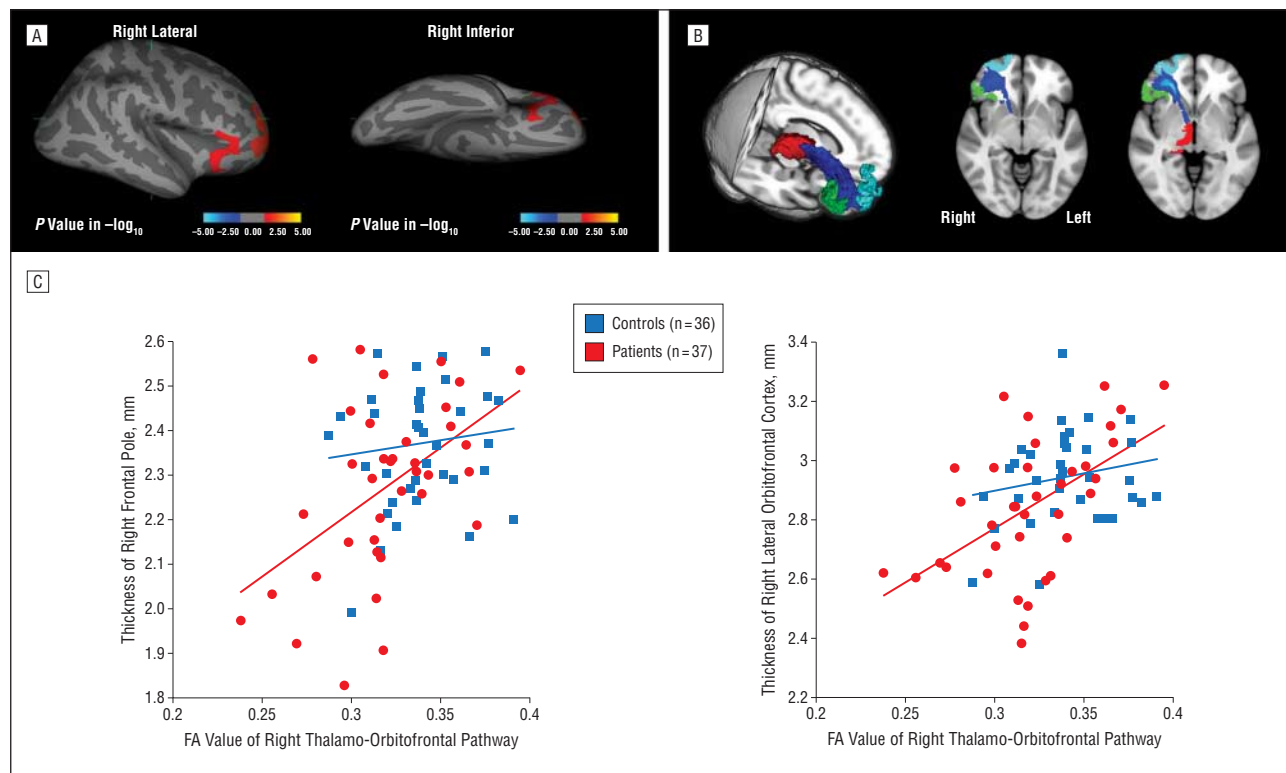 A
Right Lateral
Right Inferior
P Value in –log10
–5.00 –2.50 0.00 2.50 5.00
P Value in –log10
–5.00 –2.50 0.00 2.50 5.00
B
Right
Left
C
Controls (n=36)
Patients (n=37)
Thickness of Right Frontal Pole, mm
2.6
2.5
2.4
2.3
2.2
2.1
2.0
1.9
1.8
0.2 0.25 0.3 0.35 0.4
FA Value of Right Thalamo-Orbitofrontal Pathway
Thickness of Right Lateral Orbitofrontal Cortex, mm
3.4
3.2
3.0
2.8
2.6
2.4
2.2
0.2 0.25 0.3 0.35 0.4
FA Value of Right Thalamo-Orbitofrontal Pathway